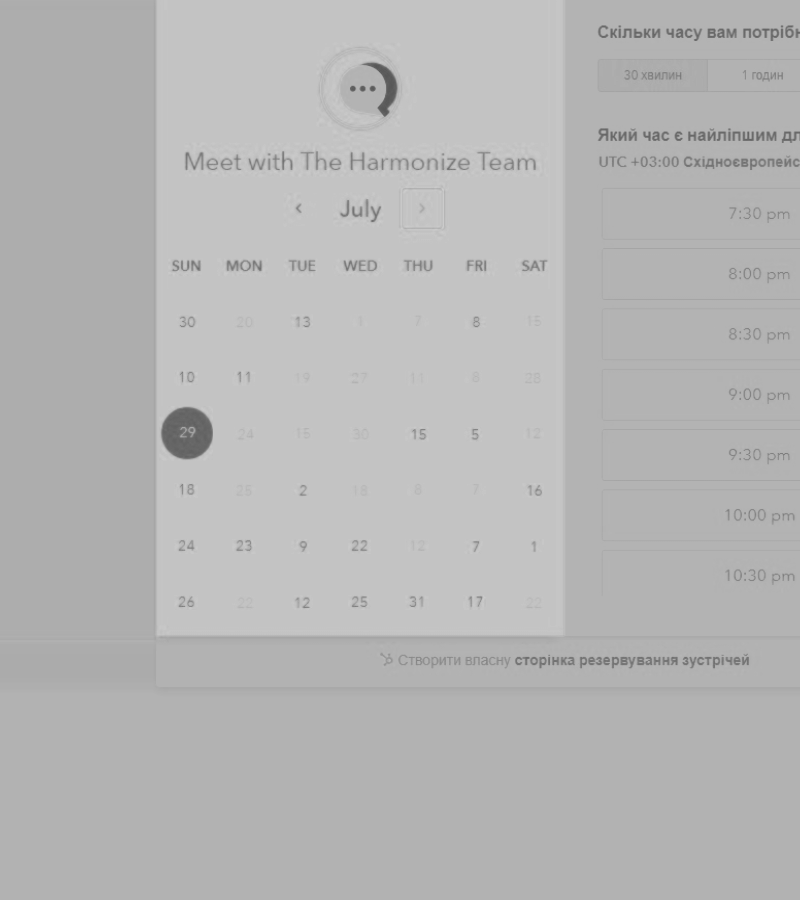 Meet with The Harmonize Team
July
SUN MON TUE WED THU FRI SAT
30 20 13 1 7 8 15
10 11 19 27 11 8 28
29 24 15 30 15 5 12
18 25 2 18 8 7 16
24 23 9 22 12 7 1
26 22 12 25 31 17 22
Скільки часу вам
30 хвилин 1 годин
Який час є найліпшим
UTC +03:00
7:30 pm
8:00 pm
8:30 pm
9:00 pm
9:30 pm
10:00 pm
10:30 pm
Створити власну сторінка резервування зустрічей